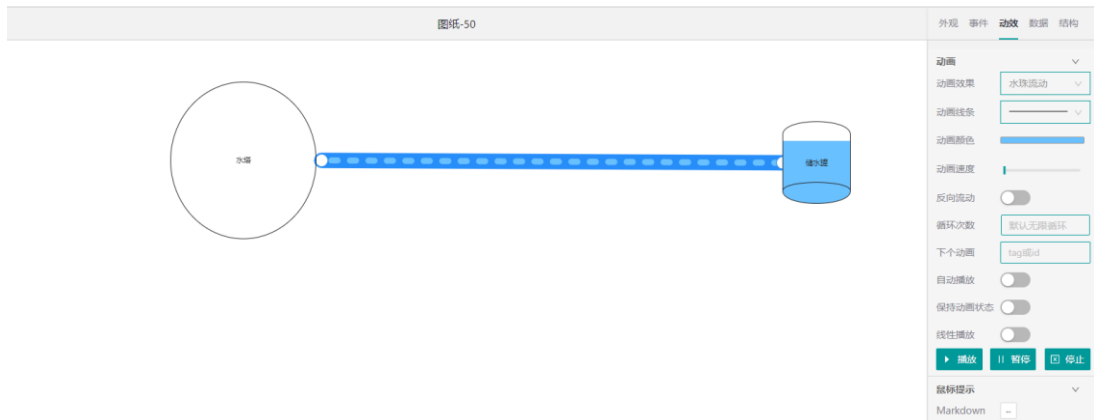 图纸-50
外观 事件 动效 数据 结构
动画
动画效果 水珠流动
动画线条
动画颜色
动画速度
反向流动
循环次数 默认无限循环
下个动画 tag或id
自动播放
保持动画状态
线性播放
播放 暂停 停止
鼠标提示
Markdown ...
水塔
储水罐